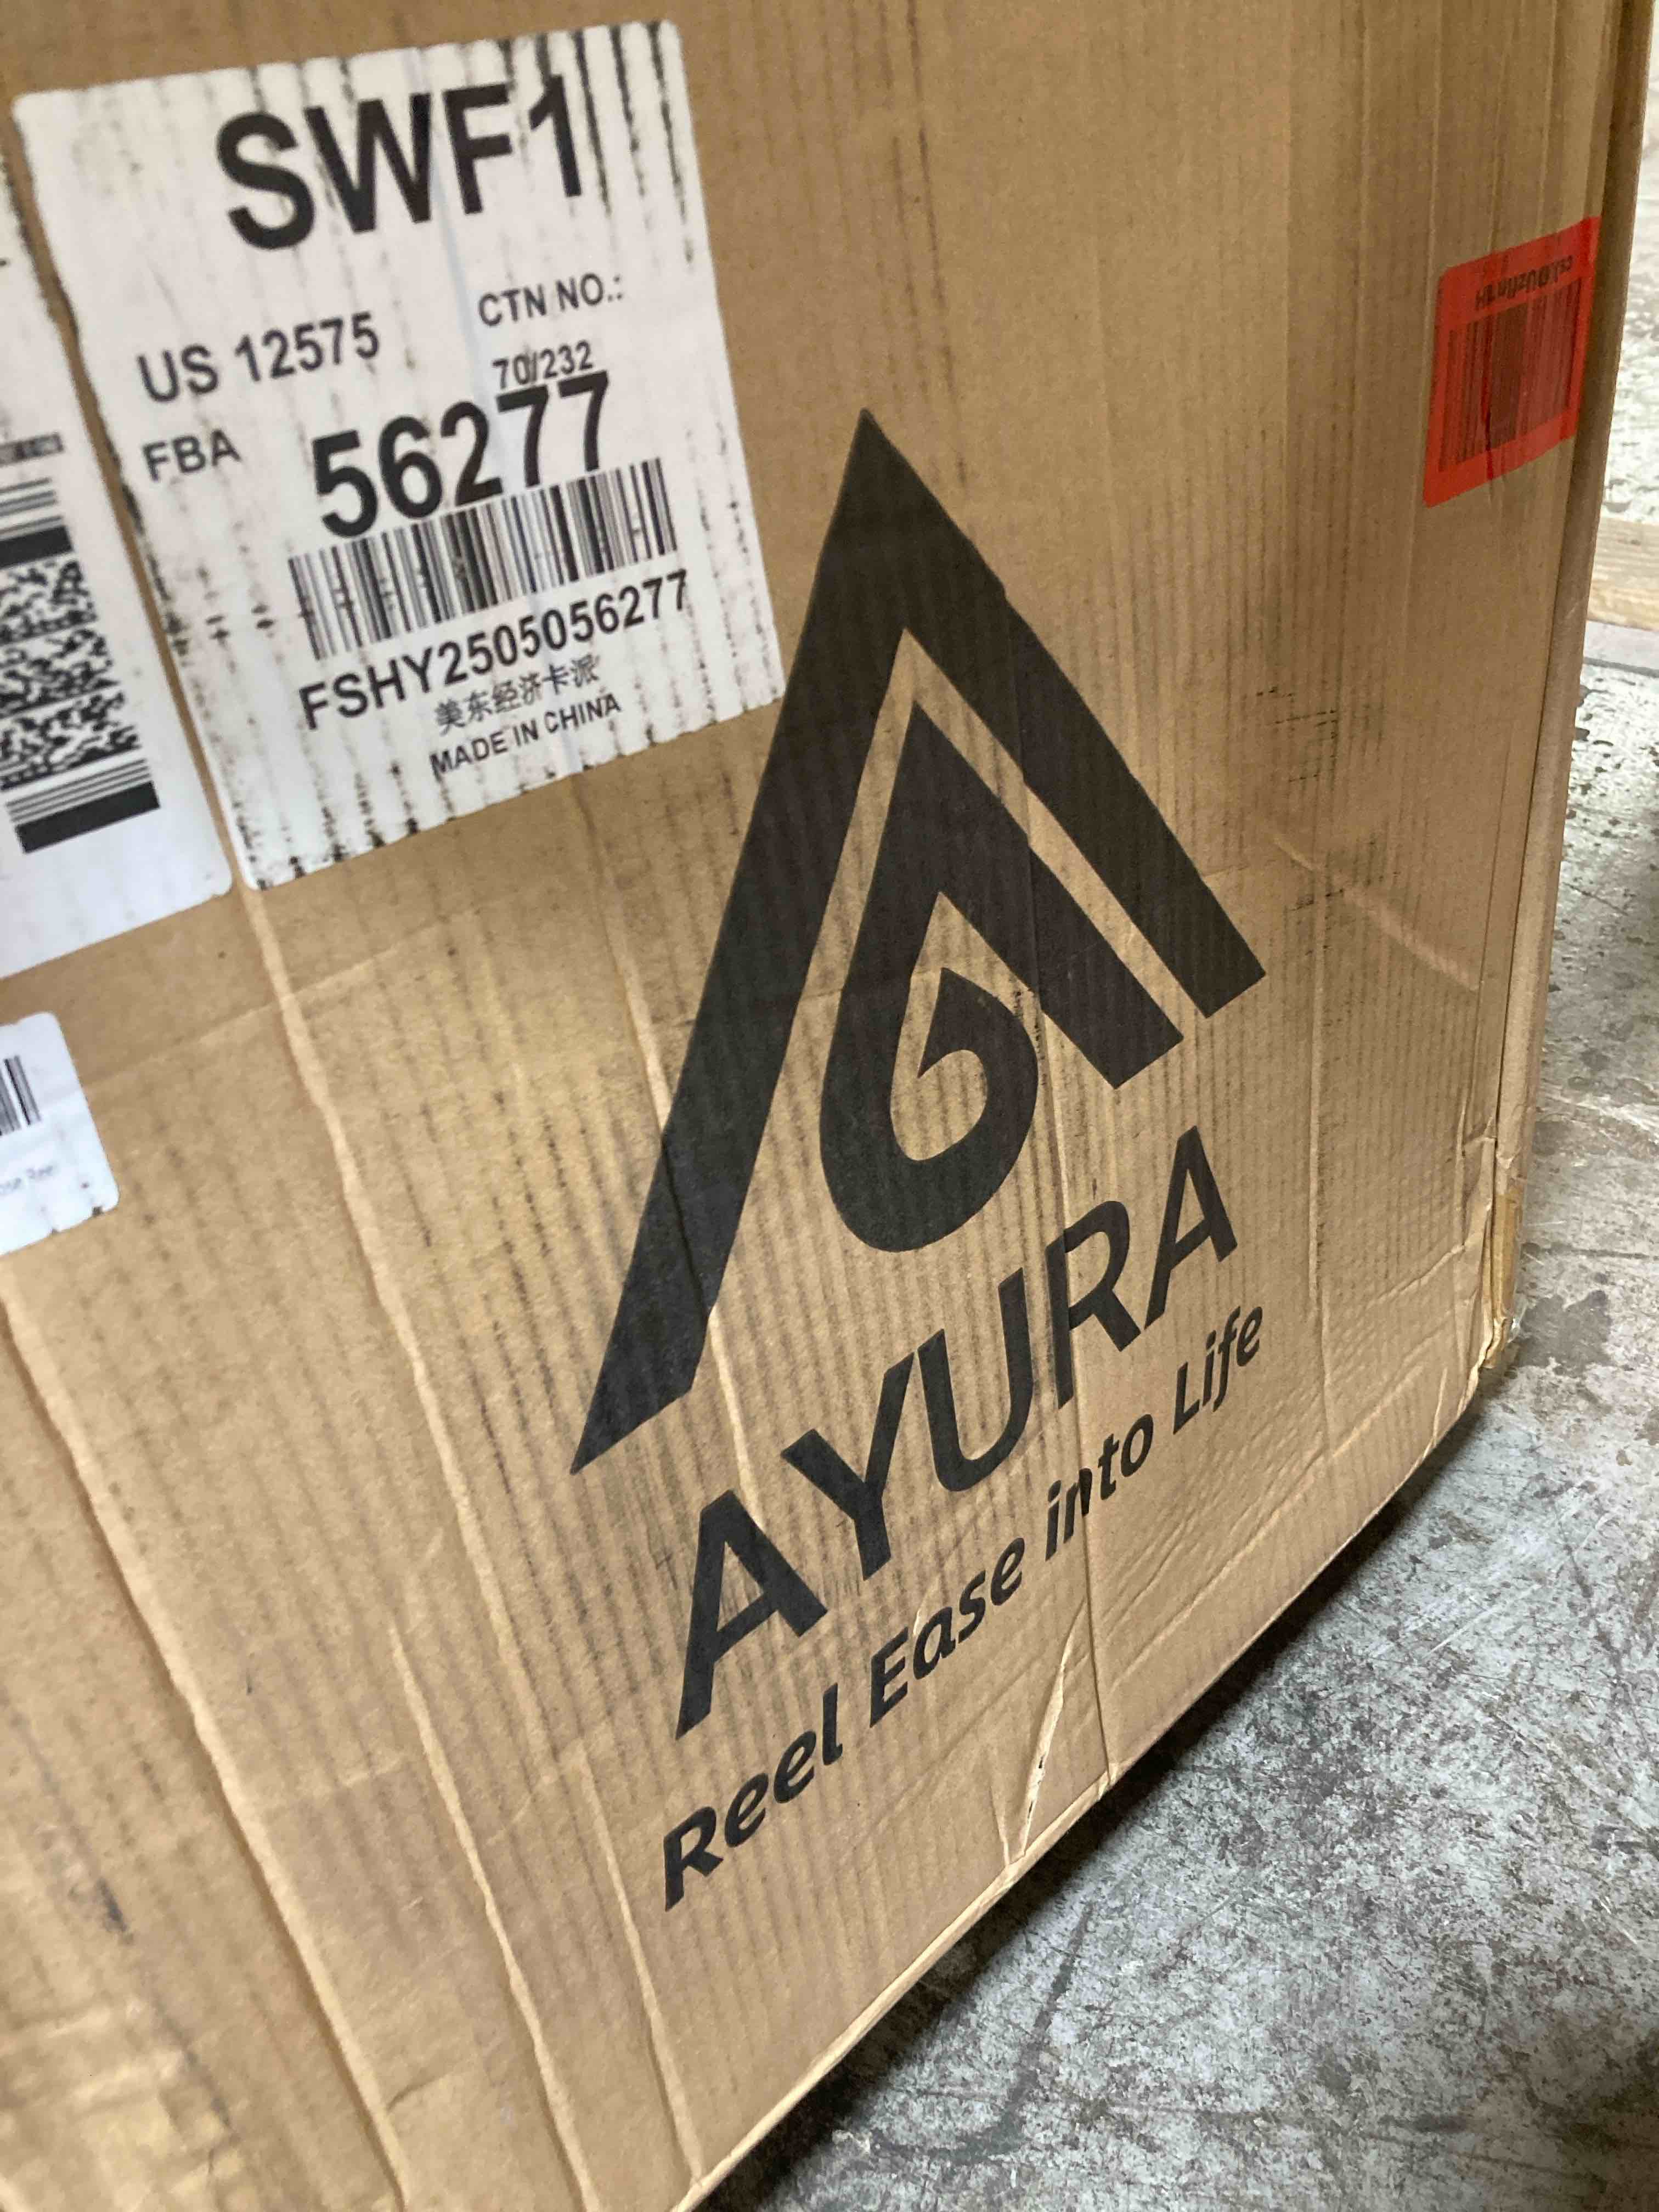 SWF1
US 12575
CTN NO.:
70/232
FBA
56277
FSHY2505056277
美东经济卡派
MADE IN CHINA
AYURA
Reel Ease into Life